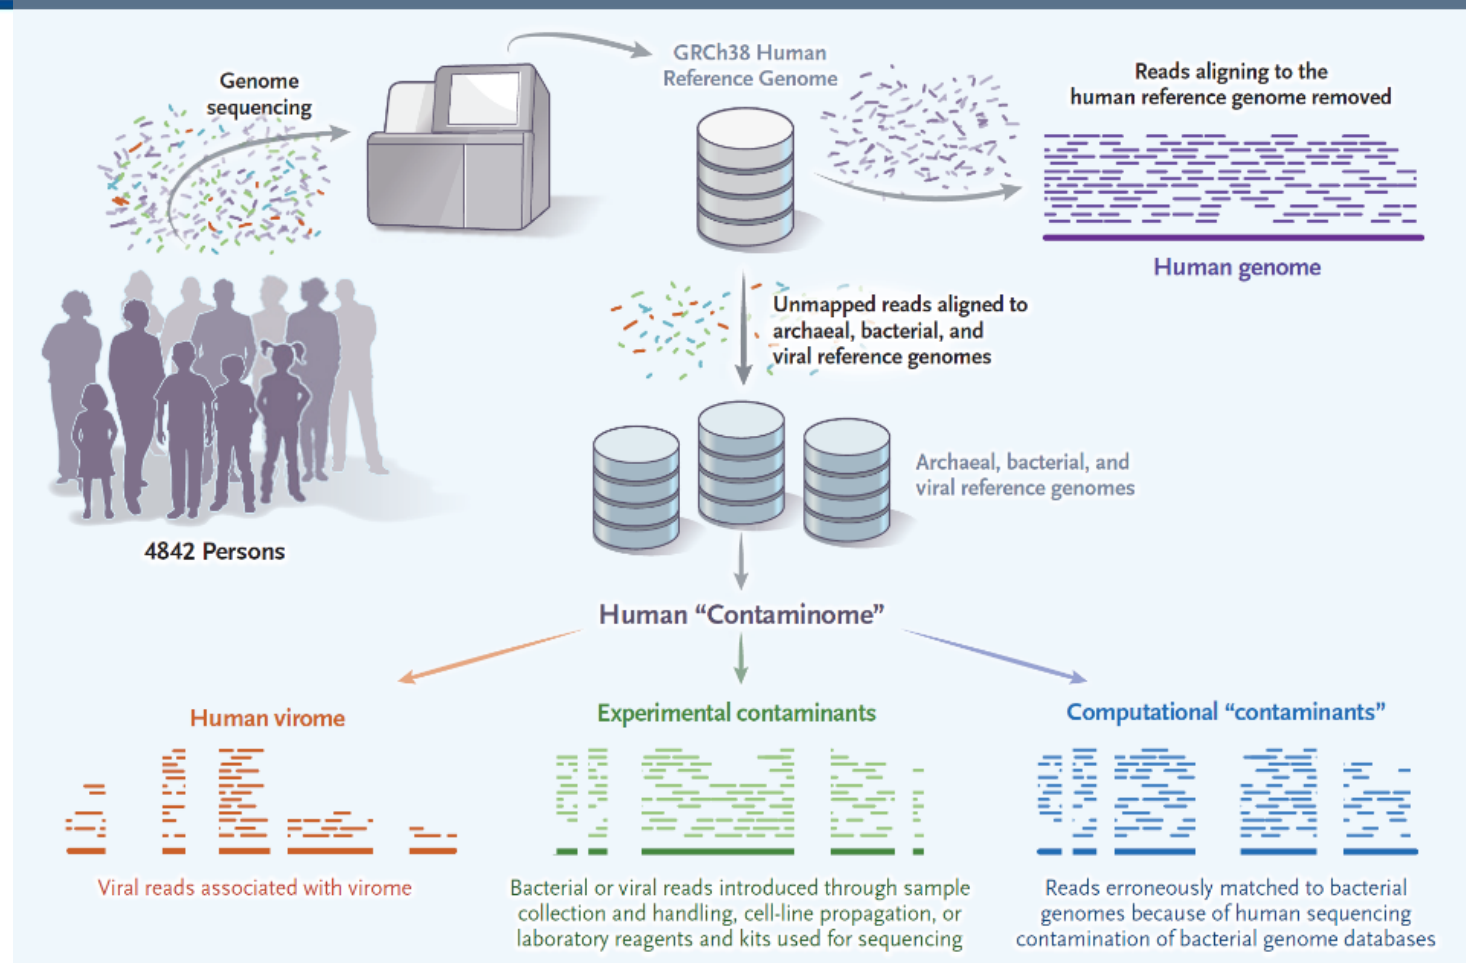 Genome
sequencing
GRCh38 Human
Reference Genome
Reads aligning to the
human reference genome removed
Human genome
Unmapped reads aligned to
archaeal, bacterial, and
viral reference genomes
4842 Persons
Archaeal, bacterial, and
viral reference genomes
Human “Contaminome”
Human virome
Viral reads associated with virome
Experimental contaminants
Bacterial or viral reads introduced through sample
collection and handling, cell-line propagation, or
laboratory reagents and kits used for sequencing
Computational “contaminants”
Reads erroneously matched to bacterial
genomes because of human sequencing
contamination of bacterial genome databases